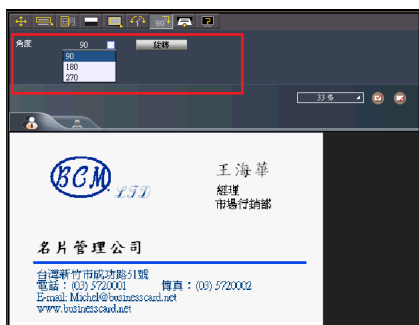 角度 90 旋轉
90
180
270
33 %
BCM
LTD
王海華
經理
市場行銷部
名片管理公司
台灣新竹市成功路51號
電話：(03) 5720001 傳真：(03) 5720002
E-mail: Michel@businesscard.net
www.businesscard.net